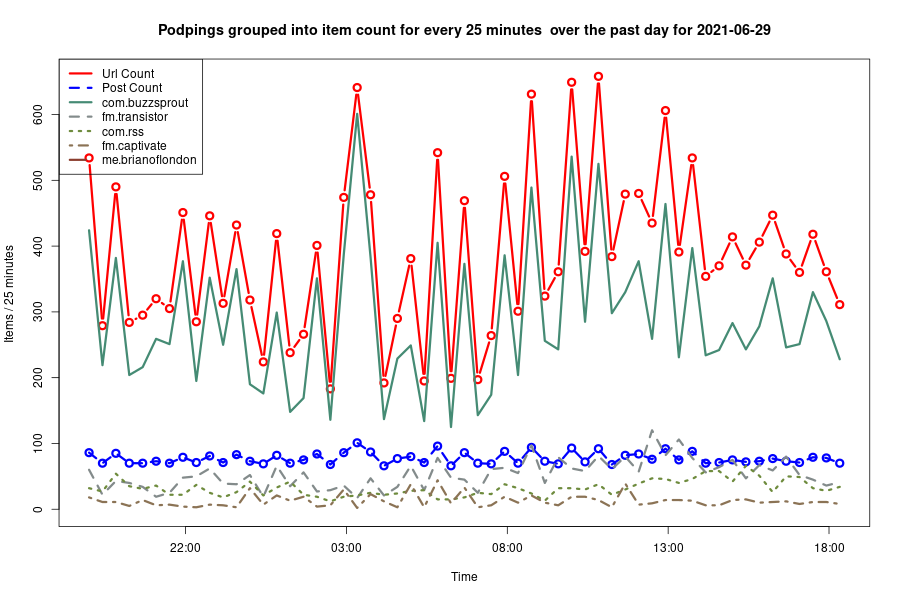 Podpings grouped into item count for every 25 minutes  over the past day for 2021-06-29
Url Count
Post Count
com.buzzsprout
fm.transistor
com.rss
fm.captivate
me.brianoflondon
Items / 25 minutes
600
500
400
300
200
100
0
22:00 03:00 08:00 13:00 18:00
Time